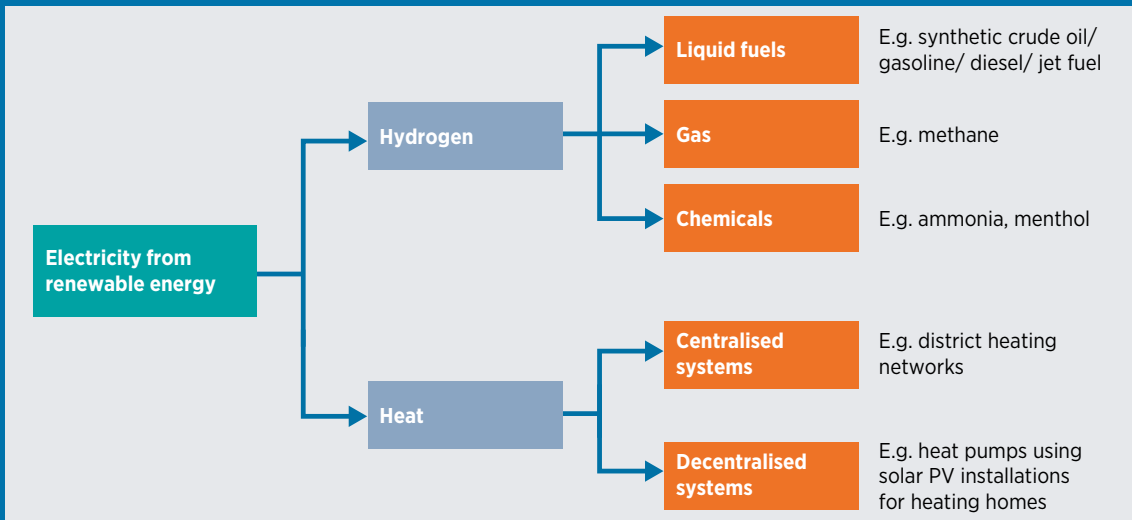 Liquid fuels
E.g. synthetic crude oil/
gasoline/ diesel/ jet fuel
Hydrogen
Gas
E.g. methane
Chemicals
E.g. ammonia, menthol
Electricity from
renewable energy
Centralised
systems
E.g. district heating
networks
Heat
Decentralised
systems
E.g. heat pumps using
solar PV installations
for heating homes